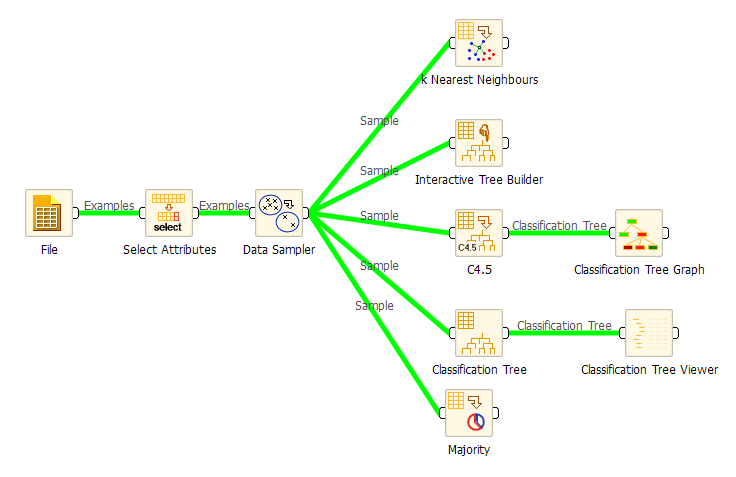 k Nearest Neighbours
Sample
Sample
Interactive Tree Builder
Examples
Examples
select
File
Select Attributes
Data Sampler
Sample
Classification Tree
C4.5
C4.5
Classification Tree Graph
Sample
Sample
Classification Tree
Classification Tree
Classification Tree Viewer
Majority